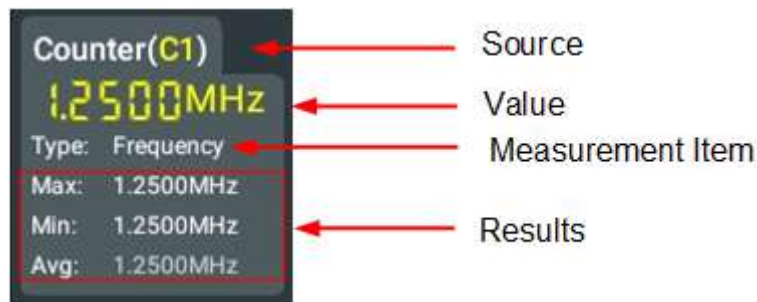 Counter(C1)
Source
1.2500MHz
Value
Type: Frequency
Measurement Item
Max: 1.2500MHz
Min: 1.2500MHz
Results
Avg: 1.2500MHz